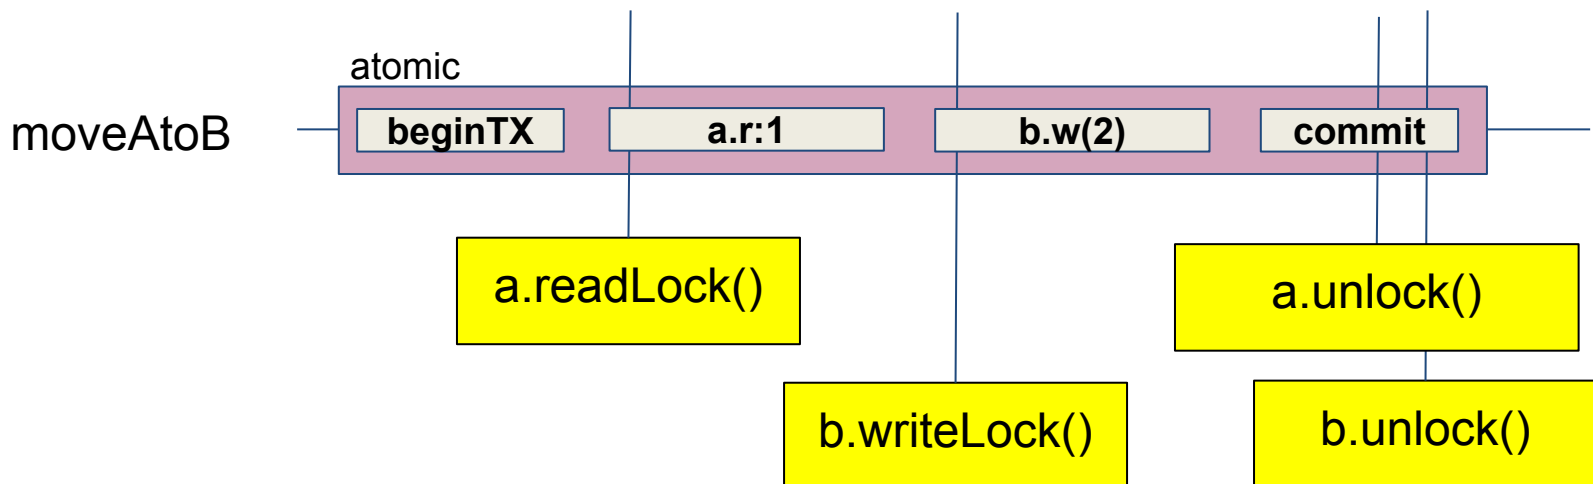 atomic
moveAtoB
beginTX
a.r:1
b.w(2)
commit
a.readLock()
a.unlock()
b.writeLock()
b.unlock()